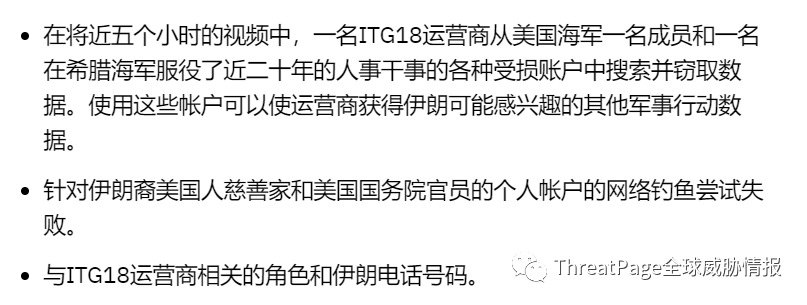 • 在将近五个小时的视频中，一名ITG18运营商从美国海军一名成员和一名
在希腊海军服役了近二十年的人事干事的各种受损账户中搜索并窃取数
据。使用这些帐户可以使运营商获得伊朗可能感兴趣的其他军事行动数
据。
• 针对伊朗裔美国人慈善家和美国国务院官员的个人帐户的网络钓鱼尝试失
败。
• 与ITG18运营商相关的角色和伊朗电话号码。
ThreatPage全球威胁情报